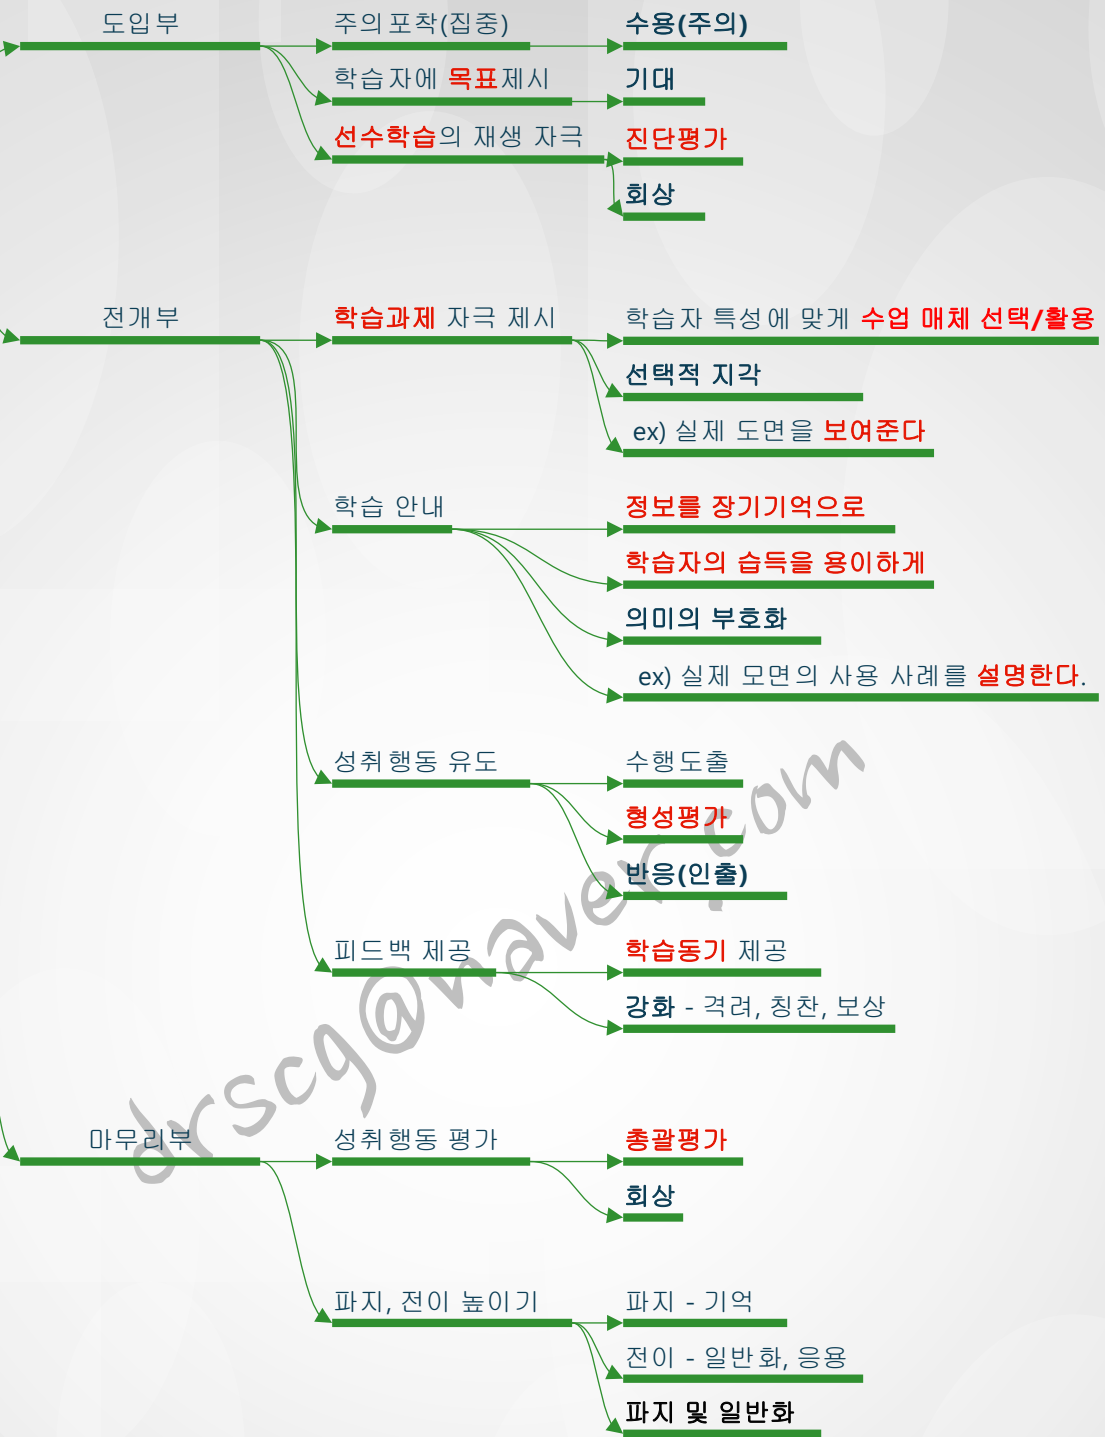 도입부
주의포착(집중)
수용(주의)
학습자에 목표제시
기대
선수학습의 재생 자극
진단평가
회상
전개부
학습과제 자극 제시
학습자 특성에 맞게 수업 매체 선택/활용
선택적 지각
ex) 실제 도면을 보여준다
학습 안내
정보를 장기기억으로
학습자의 습득을 용이하게
의미의 부호화
ex) 실제 모면의 사용 사례를 설명한다.
성취행동 유도
수행도출
형성평가
반응(인출)
피드백 제공
학습동기 제공
강화 - 격려, 칭찬, 보상
마무리부
성취행동 평가
총괄평가
회상
파지, 전이 높이기
파지 - 기억
전이 - 일반화, 응용
파지 및 일반화
drscg@naver.com